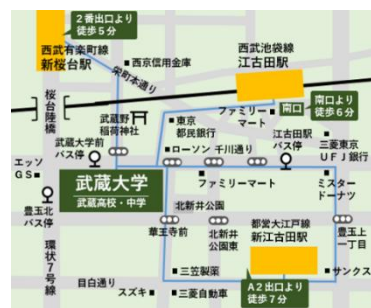 2番出口より
徒歩5分
西武有楽町線
新桜台駅
西京信用金庫
栄町本通り
西武池袋線
江古田駅
桜台陸橋
武蔵野
稲荷神社
東京
都民銀行
ファミリー
マート
南口
南口より
徒歩6分
武蔵大学前
バス停
ローソン
千川通り
江古田駅
バス停
三菱東京
UFJ銀行
エッソ
GS
武蔵大学
武蔵高校・中学
ファミリーマート
ミスター
ドーナツ
豊玉北
バス停
北新井公園
華王寺前
北新井
公園東
都営大江戸線
新江古田駅
豊玉上
一丁目
環状7号線
目白通り
三笠製薬
サンクス
スズキ
三菱自動車
A2出口より
徒歩7分